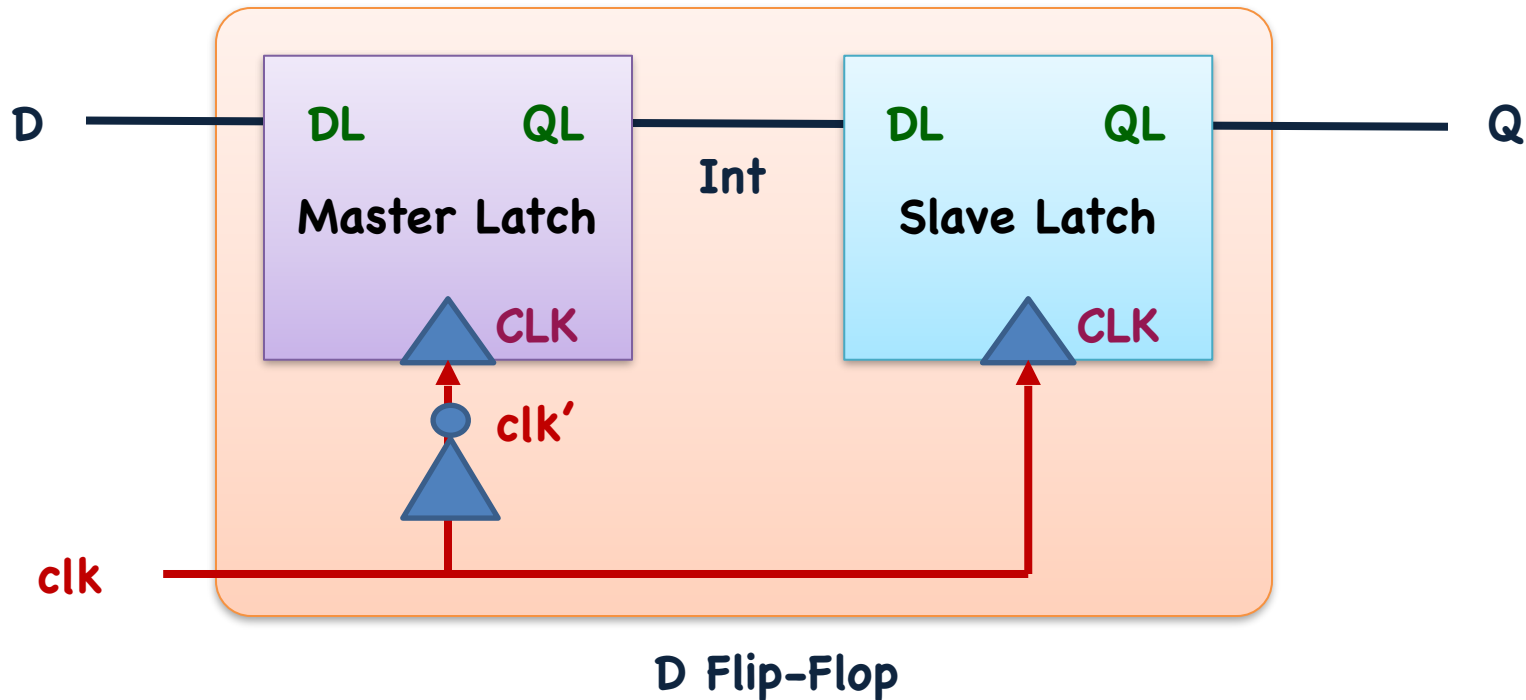 D
DL QL
DL QL
Q
Int
Master Latch
Slave Latch
CLK
CLK
clk′
clk
D Flip-Flop